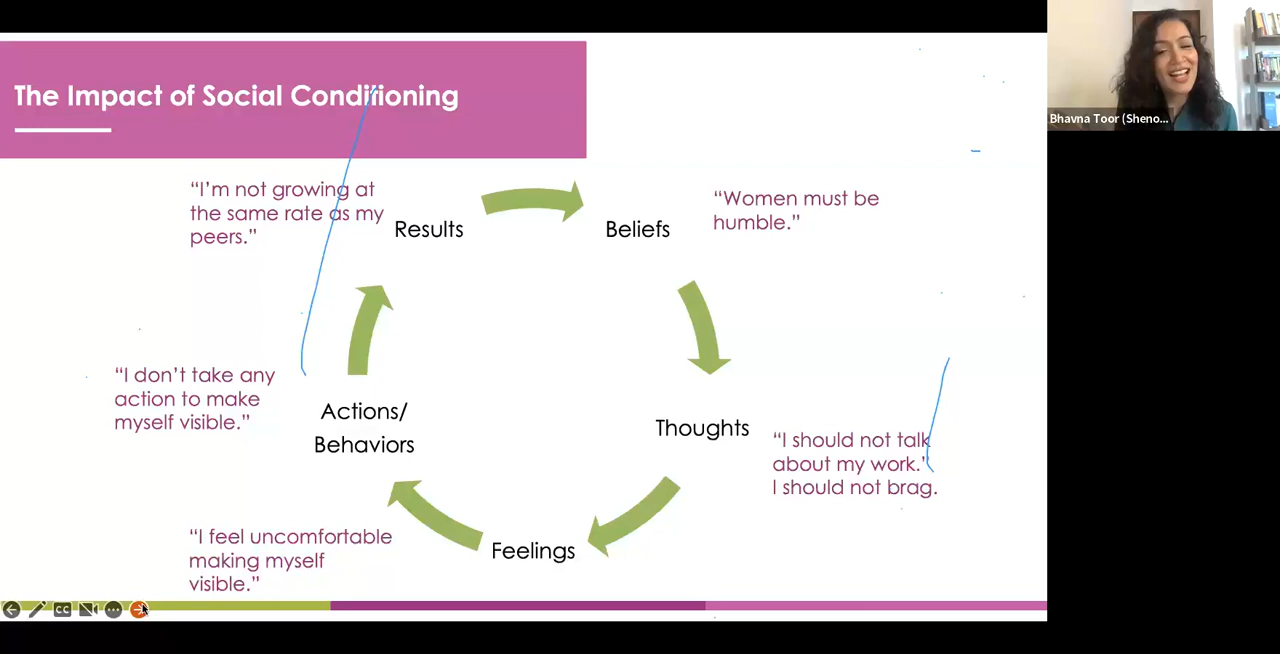 The Impact of Social Conditioning
Bhavna Toor (Sheno...
“I’m not growing at
the same rate as my
peers.”
Results
Beliefs
“Women must be
humble.”
“I don’t take any
action to make
myself visible.”
Actions/
Behaviors
Thoughts
“I should not talk
about my work.”
I should not brag.
“I feel uncomfortable
making myself
visible.”
Feelings
CC